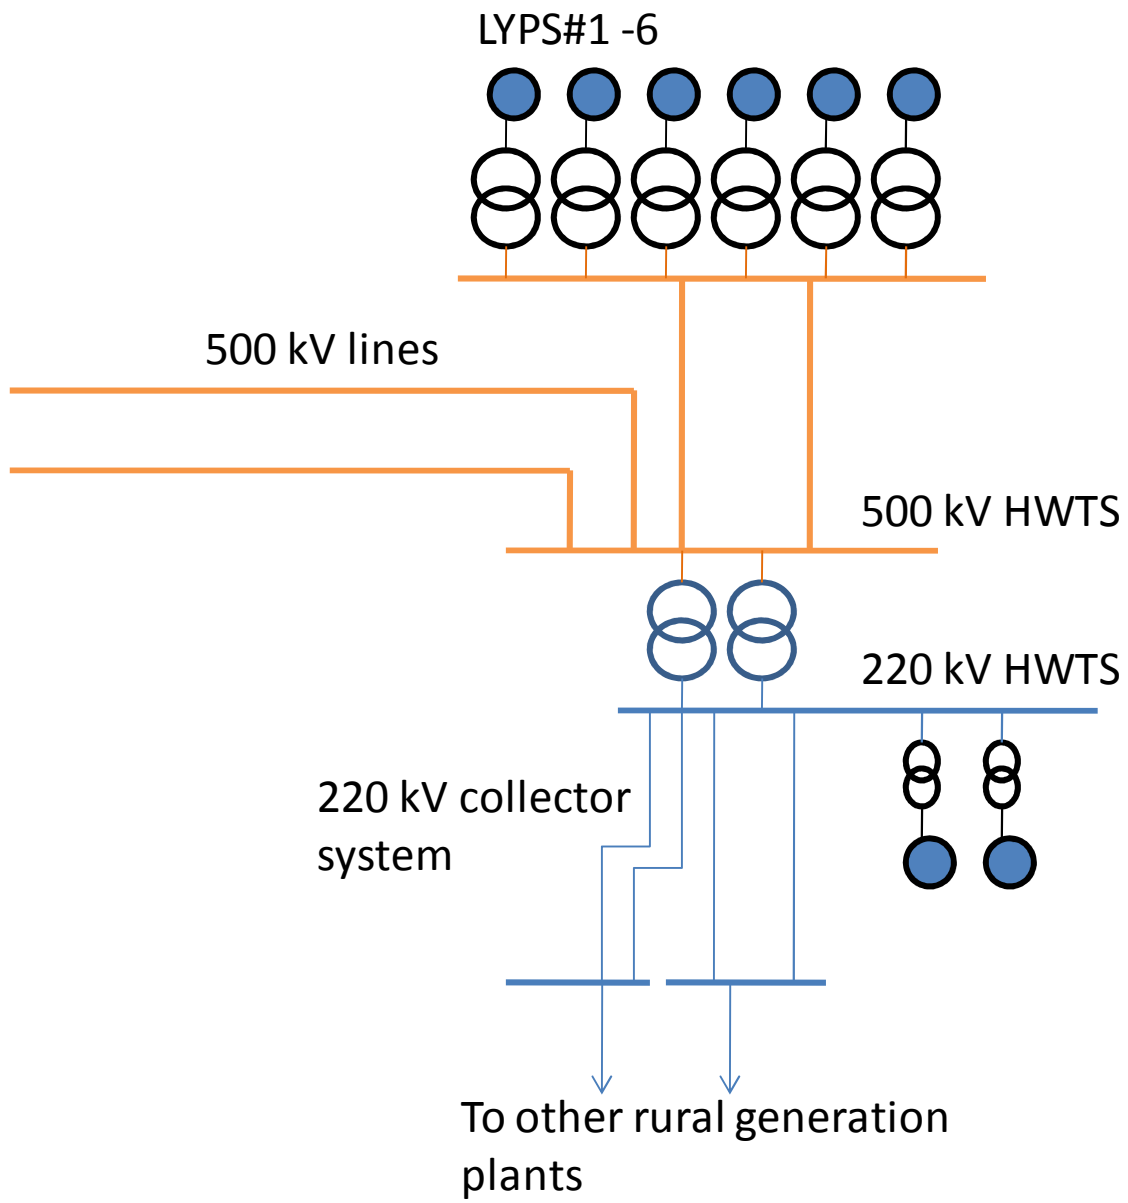 LYPS#1 -6
500 kV lines
500 kV HWTS
220 kV HWTS
220 kV collector
system
To other rural generation
plants